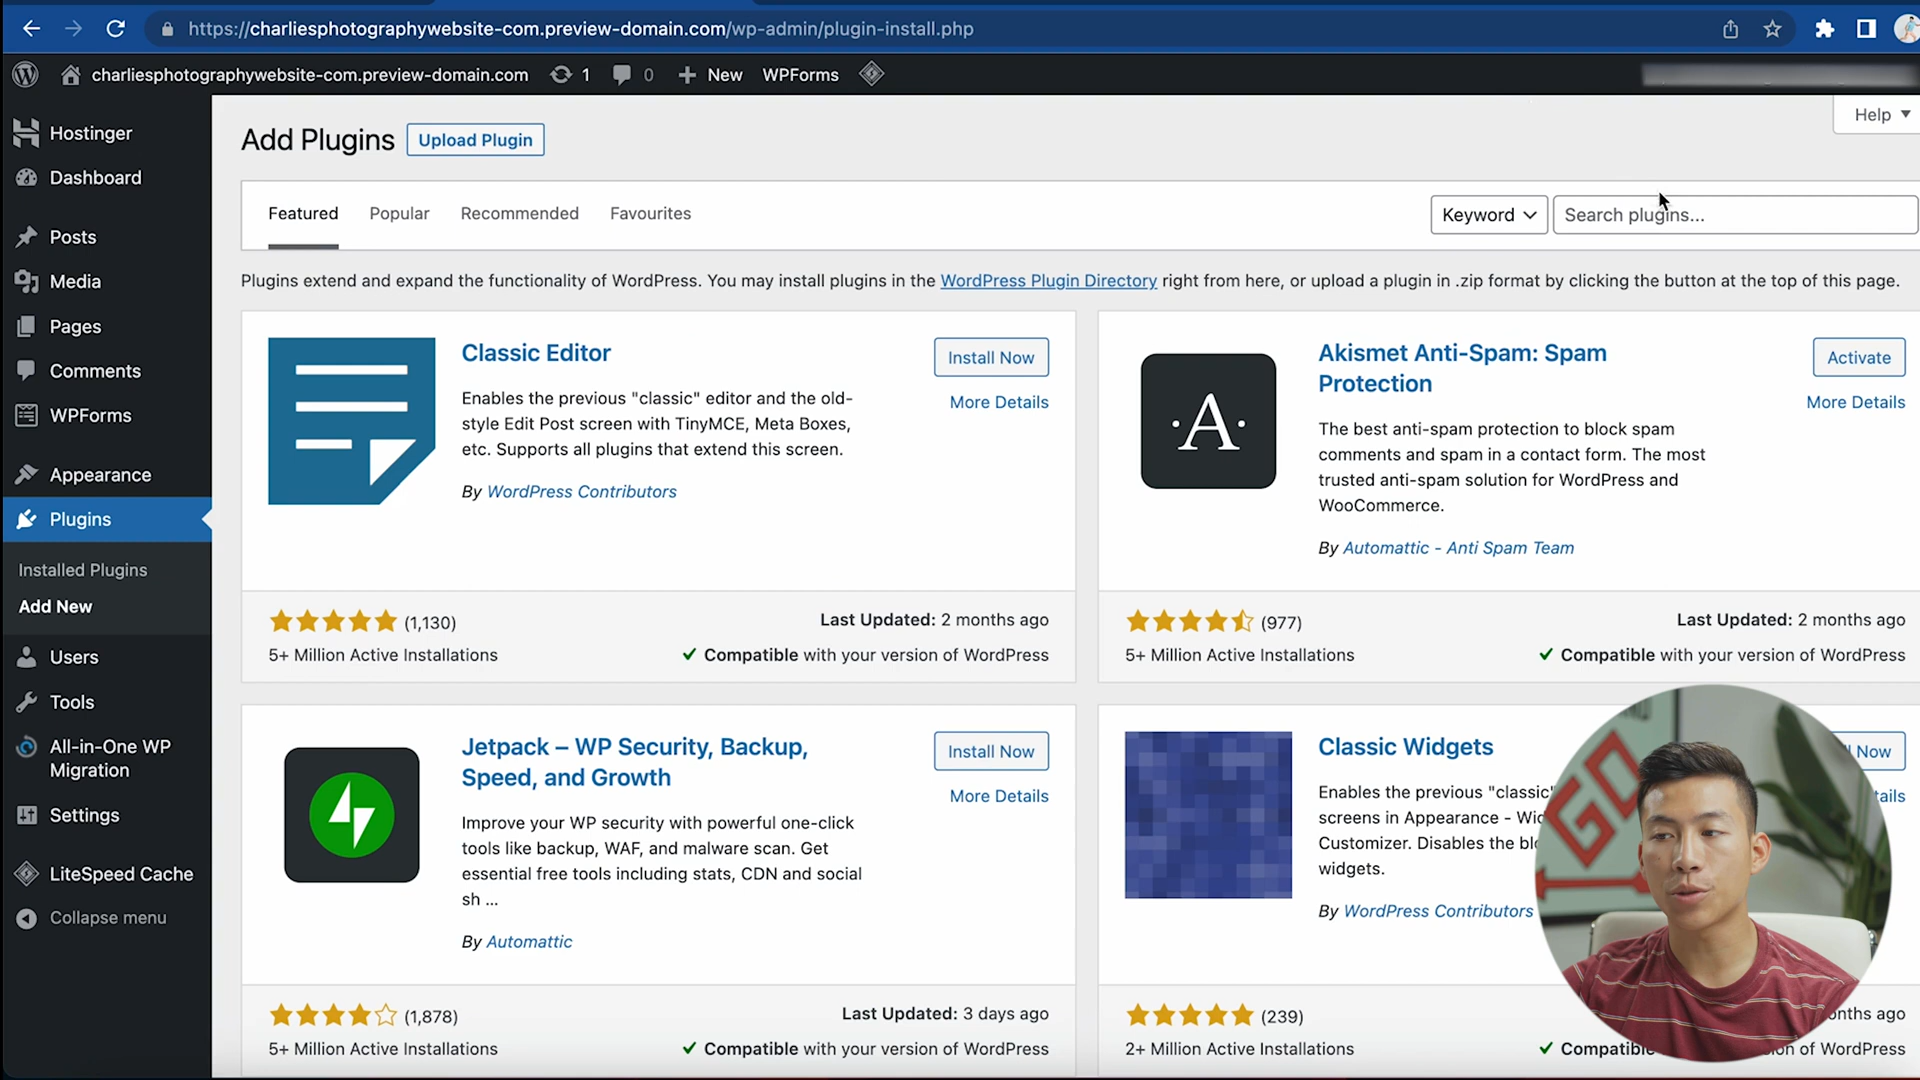 https://charliesphotographywebsite-com.preview-domain.com/wp-admin/plugin-install.php
charliesphotographywebsite-com.preview-domain.com 1 0 New WPForms
Help
Hostinger
Dashboard
Posts
Media
Pages
Comments
WPForms
Appearance
Plugins
Installed Plugins
Add New
Users
Tools
All-in-One WP
Migration
Settings
LiteSpeed Cache
Collapse menu
Add Plugins Upload Plugin
Featured Popular Recommended Favourites Keyword Search plugins...
Plugins extend and expand the functionality of WordPress. You may install plugins in the WordPress Plugin Directory right from here, or upload a plugin in .zip format by clicking the button at the top of this page.
Classic Editor
Install Now
More Details
Enables the previous "classic" editor and the old-
style Edit Post screen with TinyMCE, Meta Boxes,
etc. Supports all plugins that extend this screen.
By WordPress Contributors
(1,130) Last Updated: 2 months ago
5+ Million Active Installations Compatible with your version of WordPress
·A·
Akismet Anti-Spam: Spam
Protection
Activate
More Details
The best anti-spam protection to block spam
comments and spam in a contact form. The most
trusted anti-spam solution for WordPress and
WooCommerce.
By Automattic - Anti Spam Team
(977) Last Updated: 2 months ago
5+ Million Active Installations Compatible with your version of WordPress
Jetpack – WP Security, Backup,
Speed, and Growth
Install Now
More Details
Improve your WP security with powerful one-click
tools like backup, WAF, and malware scan. Get
essential free tools including stats, CDN and social
sh ...
By Automattic
(1,878) Last Updated: 3 days ago
5+ Million Active Installations Compatible with your version of WordPress
Classic Widgets
Now
Enables the previous "classic"
screens in Appearance -
Customizer. Disables the
widgets.
By WordPress Contributors
GO
(239) ago
2+ Million Active Installations of WordPress